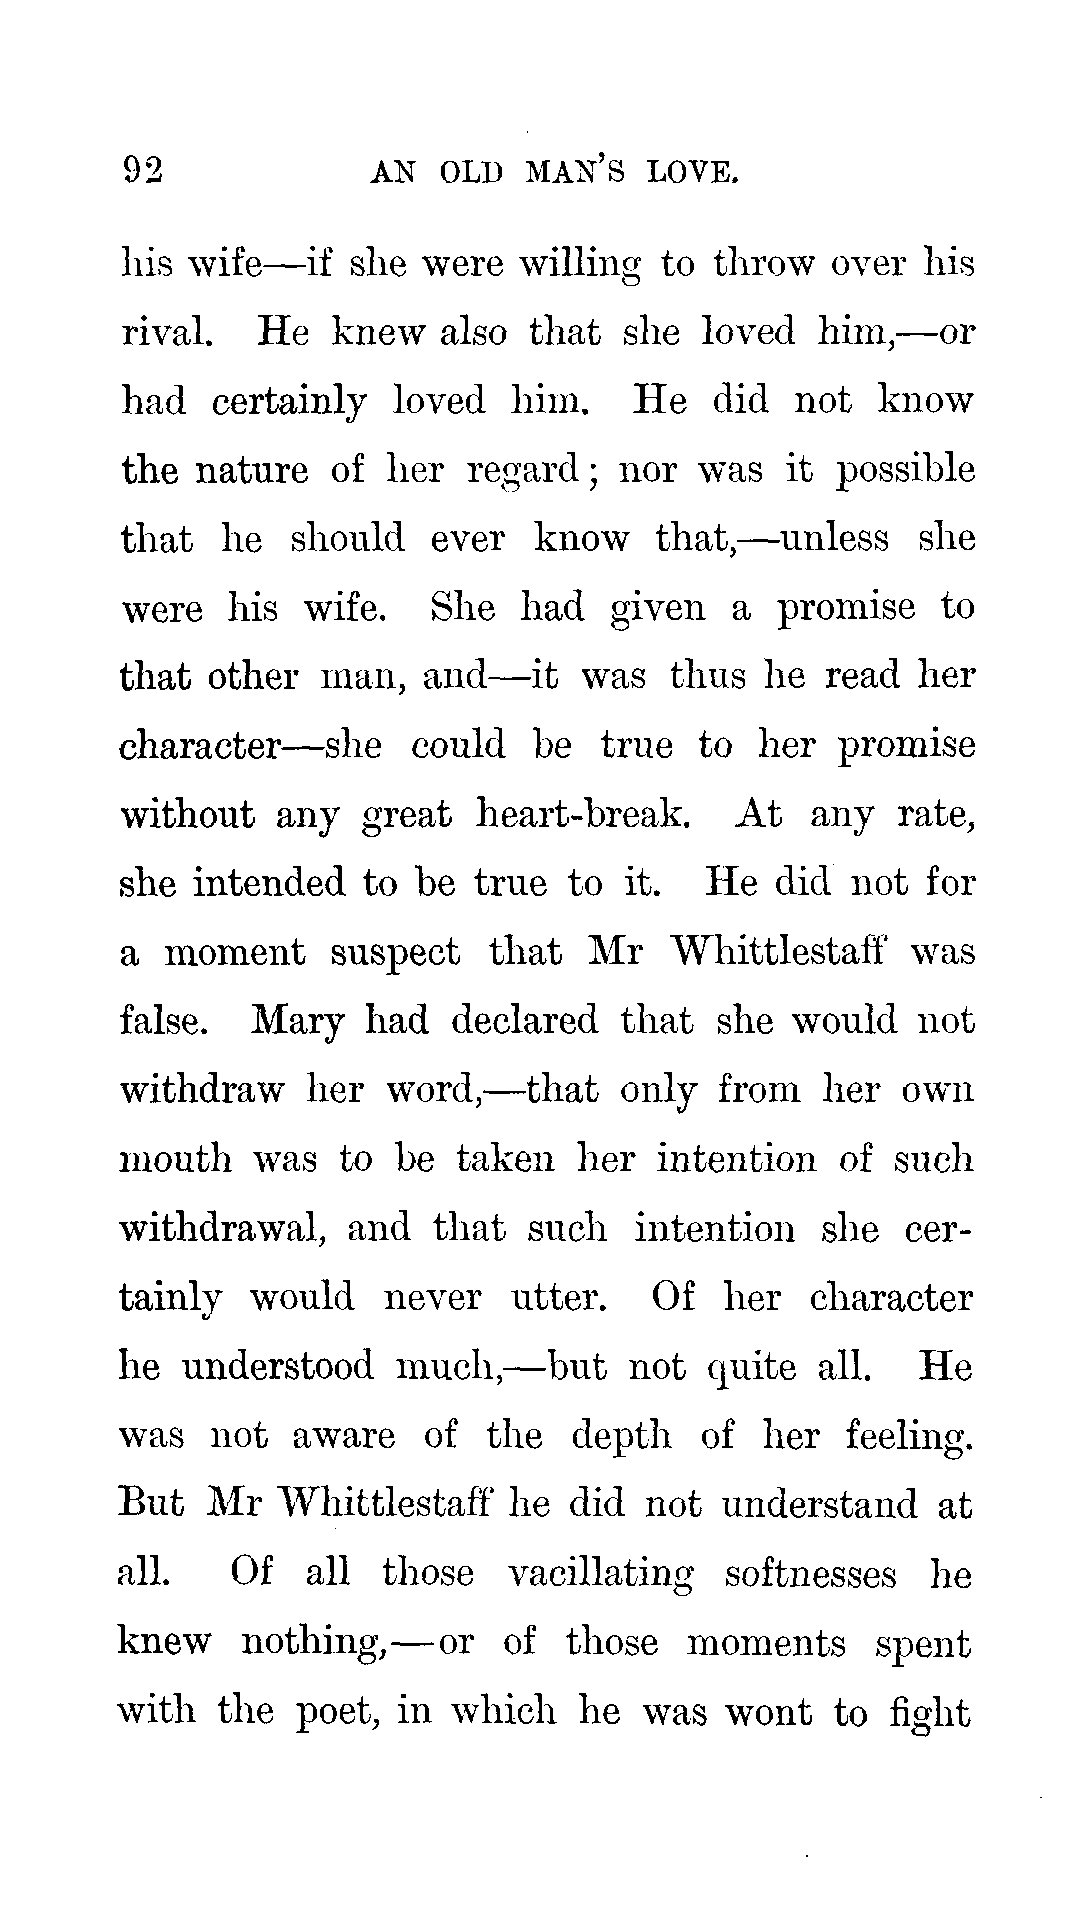 92 AN OLD MAN'S LOVE.
his wife—if she were willing to throw over his
rival. He knew also that she loved him,—or
had certainly loved him. He did not know
the nature of her regard; nor was it possible
that he should ever know that,—unless she
were his wife. She had given a promise to
that other man, and—it was thus he read her
character—she could be true to her promise
without any great heart-break. At any rate,
she intended to be true to it. He did not for
a moment suspect that Mr Whittlestaff was
false. Mary had declared that she would not
withdraw her word,—that only from her own
mouth was to be taken her intention of such
withdrawal, and that such intention she cer-
tainly would never utter. Of her character
he understood much,—but not quite all. He
was not aware of the depth of her feeling.
But Mr Whittlestaff he did not understand at
all. Of all those vacillating softnesses he
knew nothing,—or of those moments spent
with the poet, in which he was wont to fight